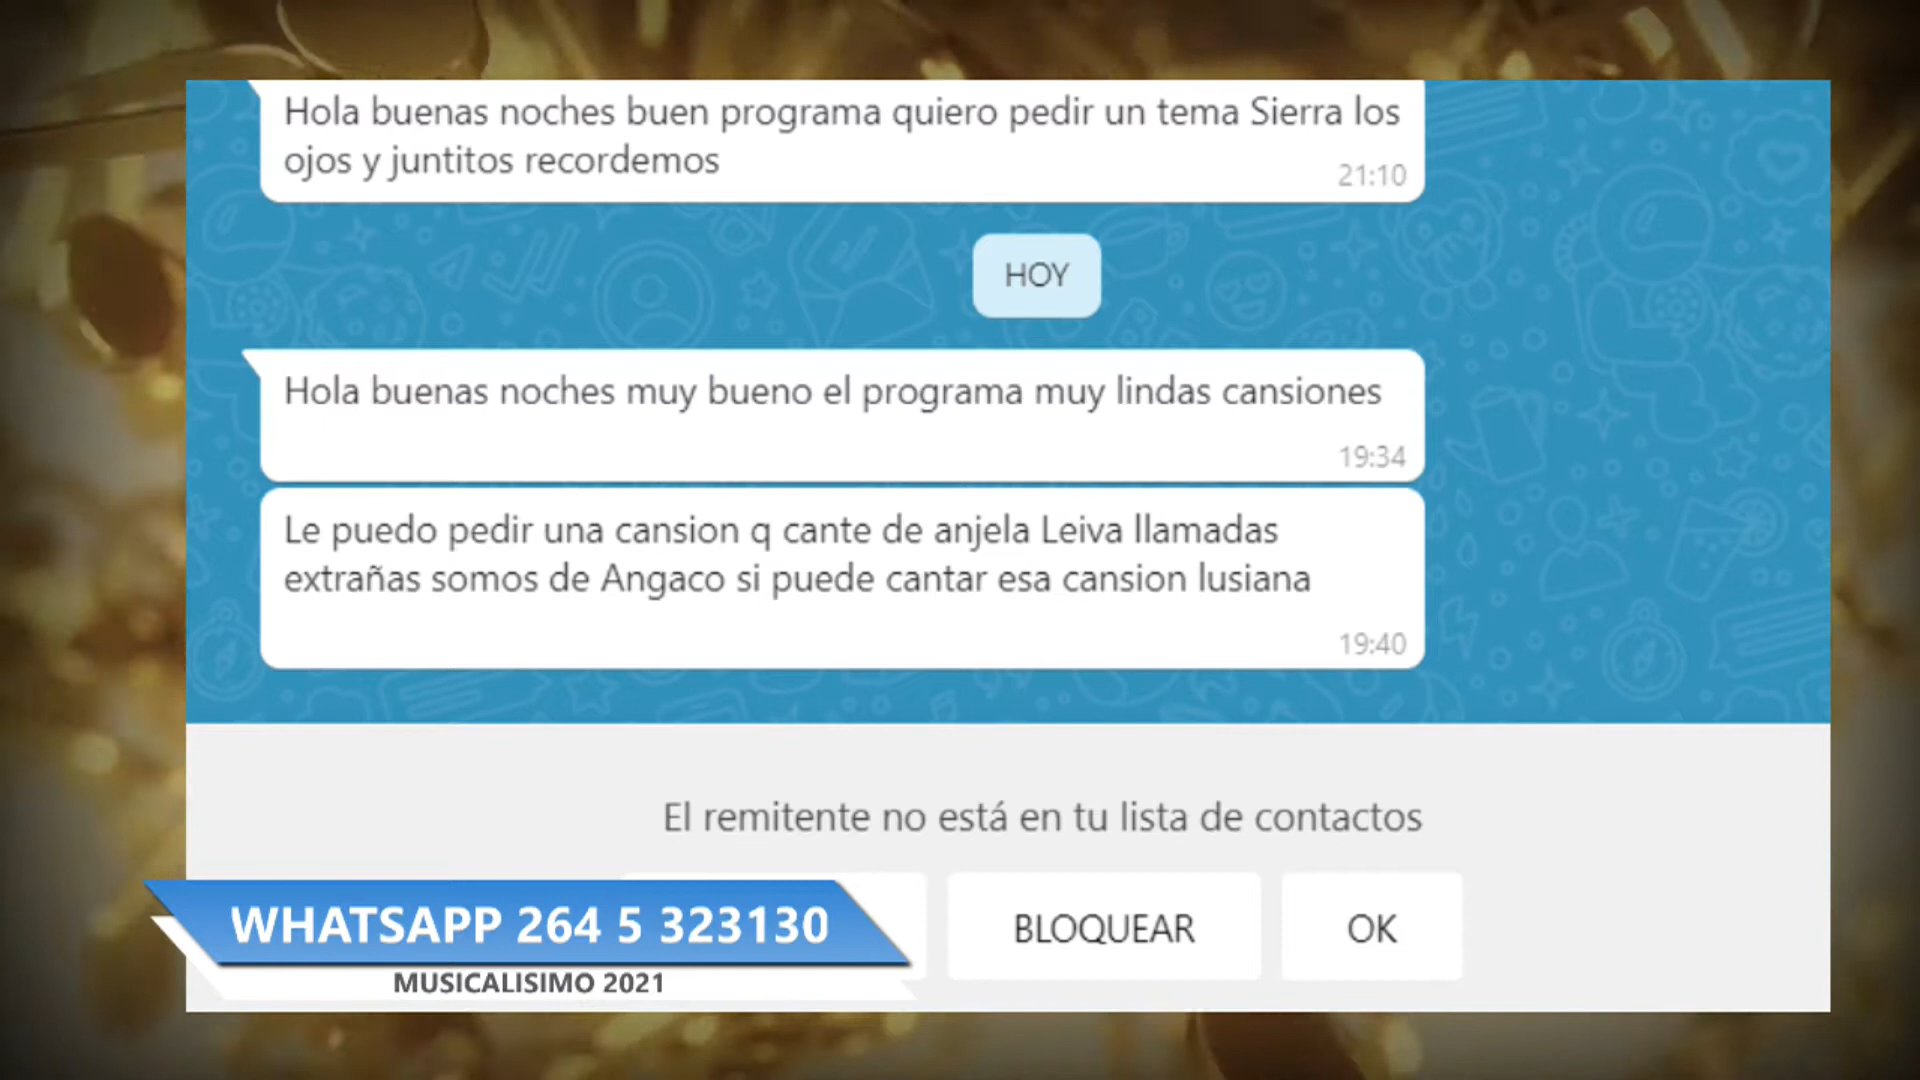 Hola buenas noches buen programa quiero pedir un tema Sierra los
ojos y juntitos recordemos
21:10
HOY
Hola buenas noches muy bueno el programa muy lindas cansiones
19:34
Le puedo pedir una cansion q cante de anjela Leiva llamadas
extrañas somos de Angaco si puede cantar esa cansion lusiana
19:40
El remitente no está en tu lista de contactos
BLOQUEAR
OK
WHATSAPP 264 5 323130
MUSICALISIMO 2021